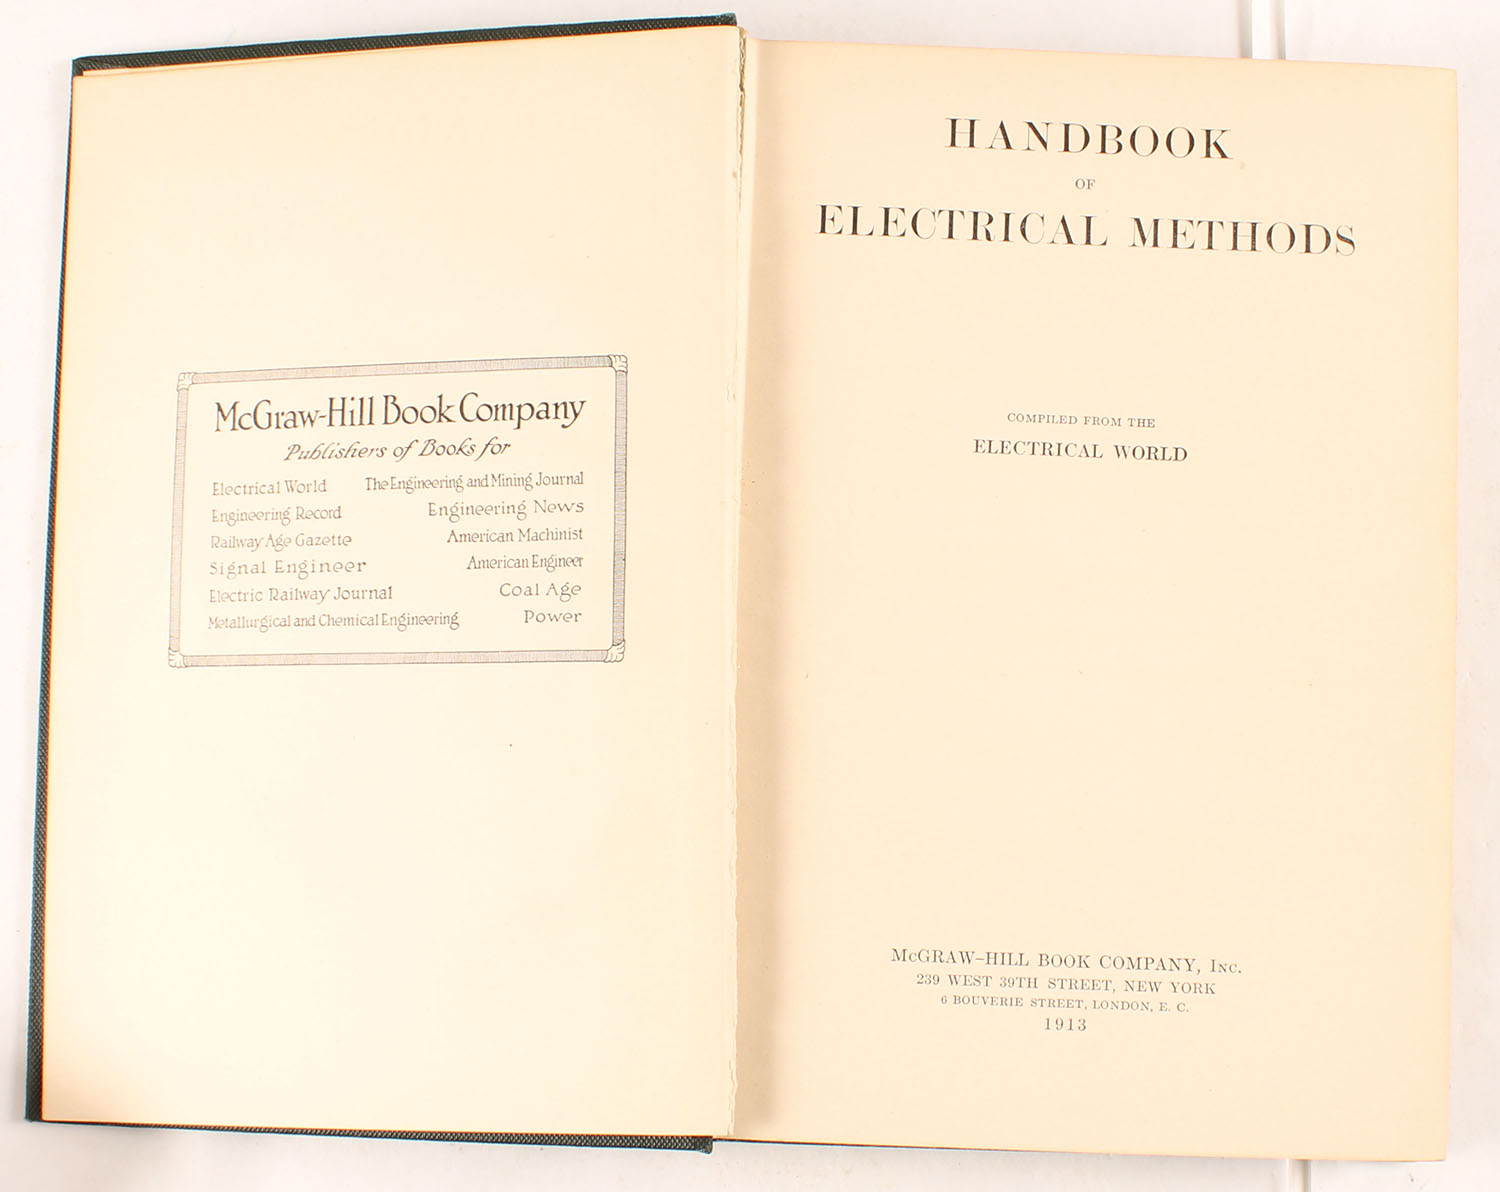 McGraw-Hill Book Company
Publishers of Books for
Electrical World The Engineering and Mining Journal
Engineering Record Engineering News
Railway Age Gazette American Machinist
Signal Engineer American Engineer
Electric Railway Journal Coal Age
Metallurgical and Chemical Engineering Power
HANDBOOK
OF
ELECTRICAL METHODS
COMPILED FROM THE
ELECTRICAL WORLD
McGRAW-HILL BOOK COMPANY, INC.
239 WEST 39TH STREET, NEW YORK
6 BOUVERIE STREET, LONDON, E. C.
1913